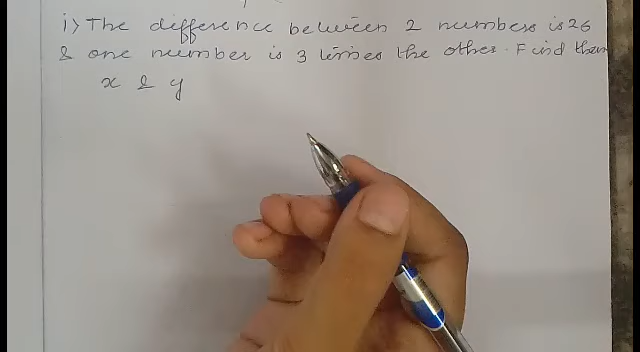 i) The difference between 2 numbers is 26
& one number is 3 times the other. Find them
x & y